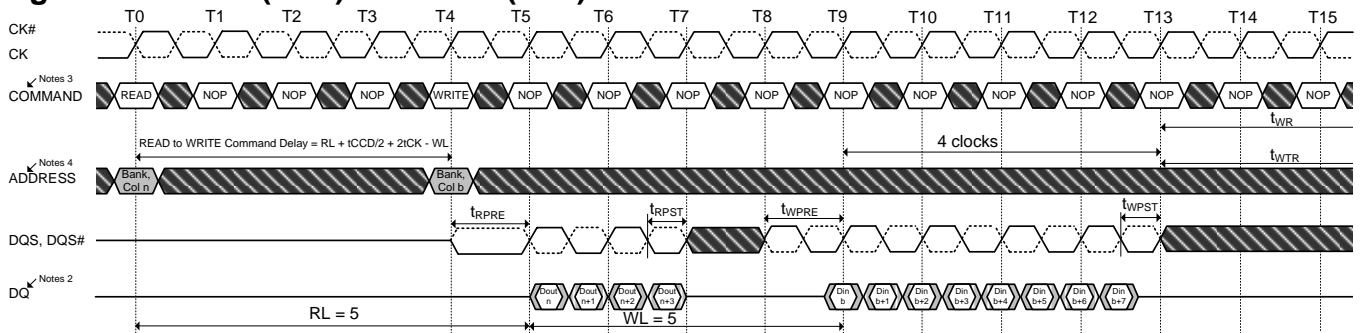 T0 T1 T2 T3 T4 T5 T6 T7 T8 T9 T10 T11 T12 T13 T14 T15
CK#
CK
Notes 3
COMMAND READ NOP NOP NOP WRITE NOP NOP NOP NOP NOP NOP NOP NOP NOP NOP NOP
tWR
READ to WRITE Command Delay = RL + tCCD/2 + 2tCK - WL
4 clocks
tWTR
Notes 4
ADDRESS
Bank, Col n
Bank, Col b
tRPRE tRPST tWPRE tWPST
DQS, DQS#
Notes 2
DQ
Dout n
Dout n+1
Dout n+2
Dout n+3
Din b
Din b+1
Din b+2
Din b+3
Din b+4
Din b+5
Din b+6
Din b+7
RL = 5 WL = 5